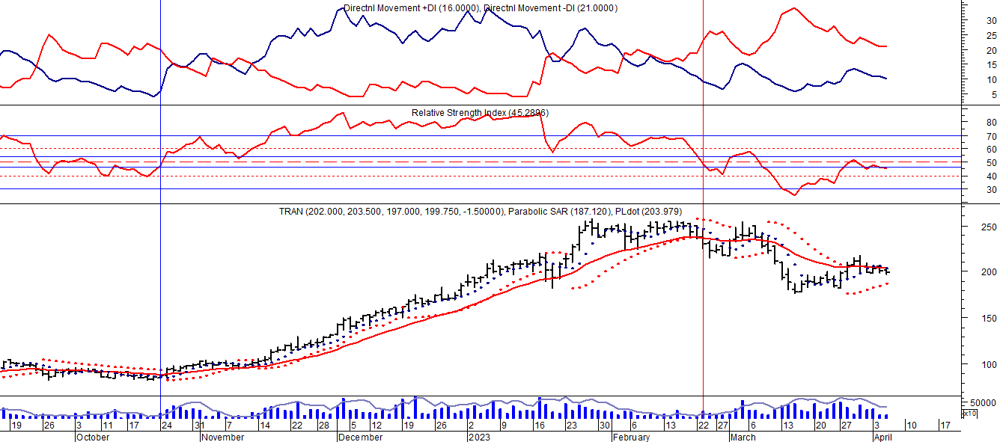 Directnl Movement +DI (16.0000), Directnl Movement -DI (21.0000)
30
25
20
15
10
5
Relative Strength Index (45.2896)
80
70
60
50
40
30
TRAN (202.000, 203.500, 197.000, 199.750, -1.50000), Parabolic SAR (187.120), PLdot (203.979)
250
200
150
100
50000
x10
19 26 3 11 17 24 31 7 14 22 28 5 12 19 26 2 9 16 23 30 6 13 22 27 6 13 20 27 3 10 17
October November December 2023 February March April